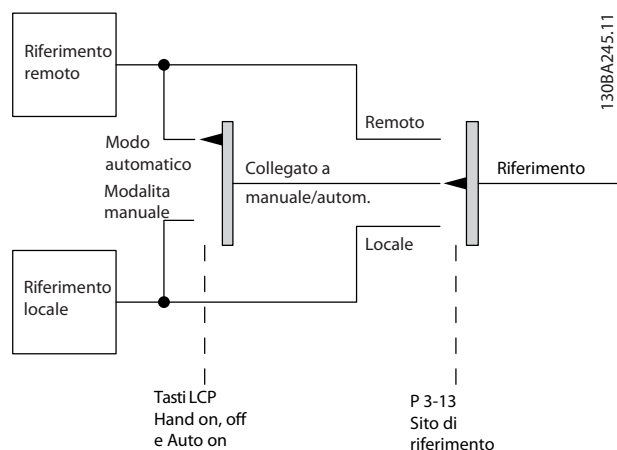 Riferimento
remoto
130BA245.11
Remoto
Modo
automatico
Modalita
manuale
Collegato a
manuale/autom.
Riferimento
Locale
Riferimento
locale
Tasti LCP
Hand on, off
e Auto on
P 3-13
Sito di
riferimento